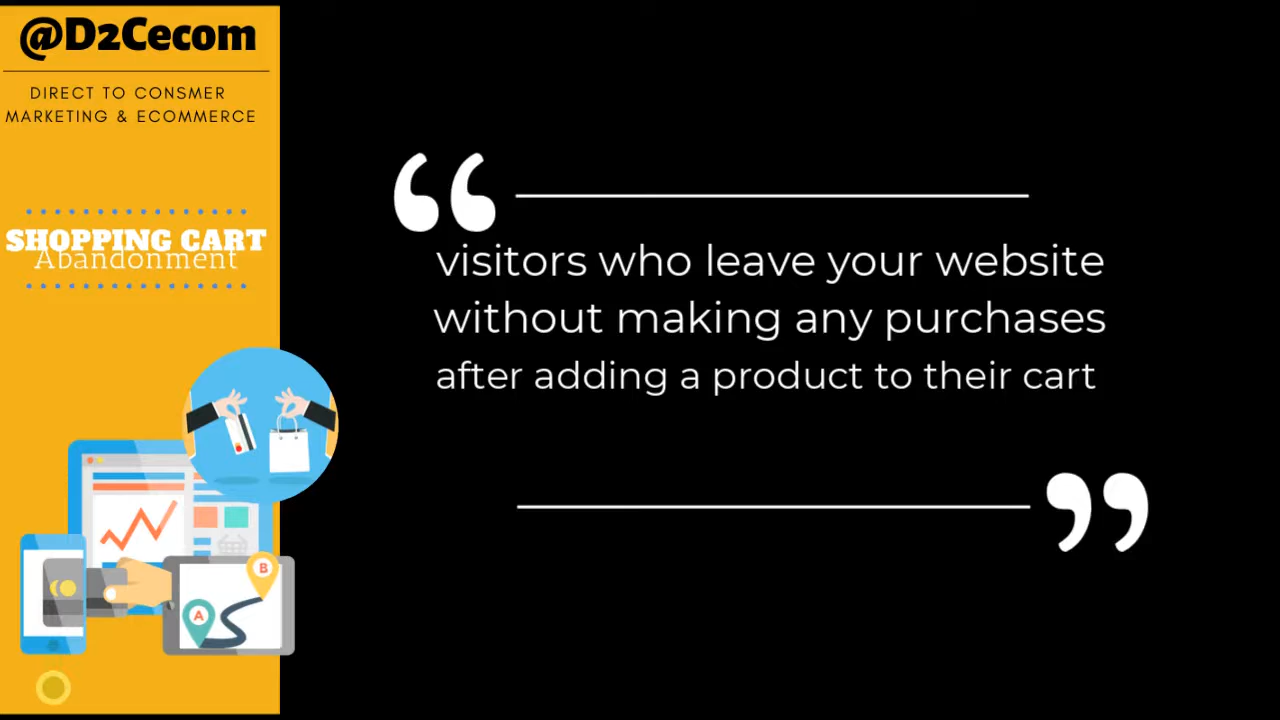 @D2Cecom
DIRECT TO CONSMER
MARKETING & ECOMMERCE
SHOPPING CART
Abandonment
“
visitors who leave your website
without making any purchases
after adding a product to their cart
”
B
A